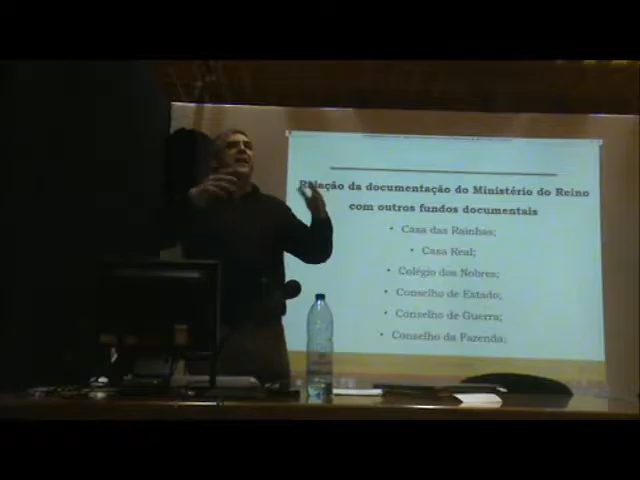 Relação da documentação do Ministério do Reino
com outros fundos documentais
• Casa das Rainhas;
• Casa Real;
• Colégio dos Nobres;
• Conselho de Estado;
• Conselho de Guerra;
• Conselho da Fazenda;